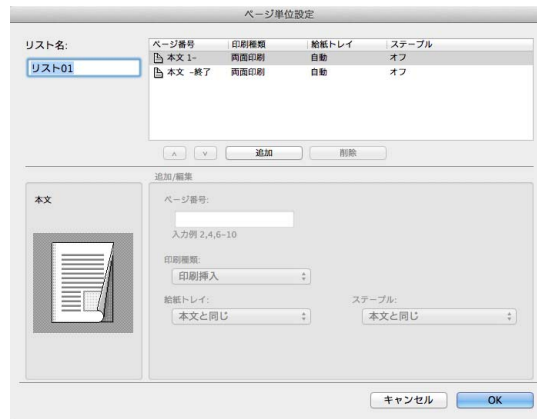 ページ単位設定
リスト名:
リスト01
ページ番号 印刷種類 給紙トレイ ステープル
本文 1- 両面印刷 自動 オフ
本文 -終了 両面印刷 自動 オフ
追加 削除
追加/編集
本文
ページ番号:
入力例 2,4,6-10
印刷種類:
印刷挿入
給紙トレイ: ステープル:
本文と同じ 本文と同じ
キャンセル OK